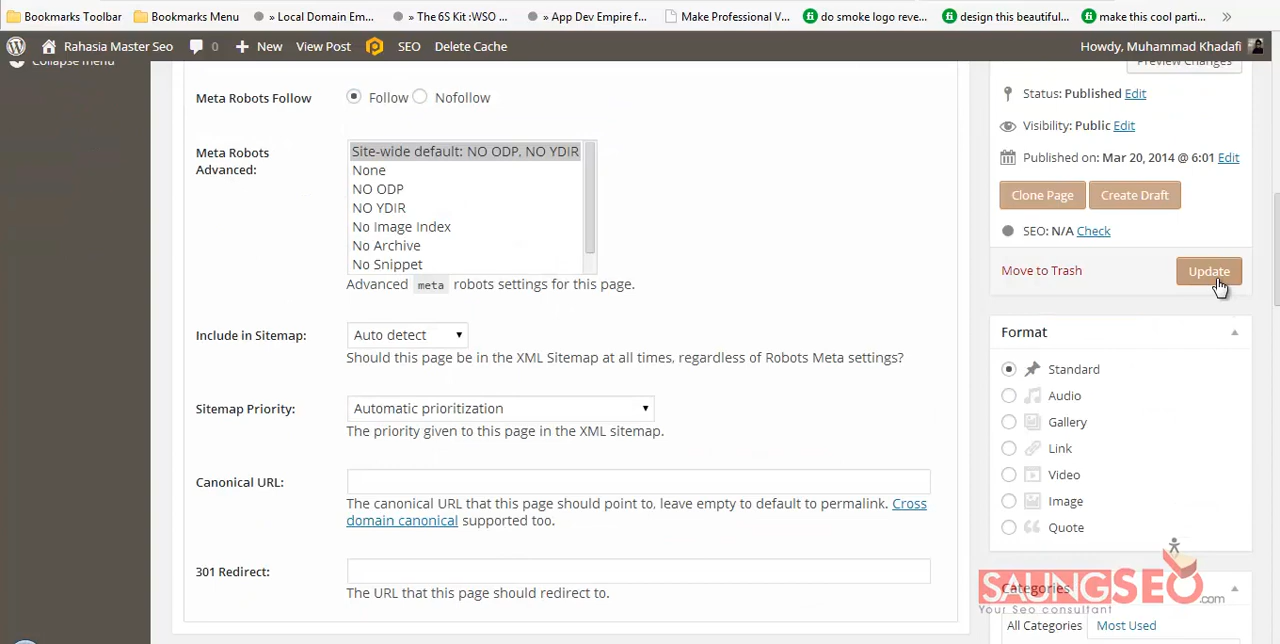 Bookmarks Toolbar Bookmarks Menu » Local Domain Em... » The 6S Kit :WSO ... » App Dev Empire f... Make Professional V... do smoke logo reve... design this beautiful... make this cool parti... »
Rahasia Master Seo 0 New View Post SEO Delete Cache Howdy, Muhammad Khadafi
Collapse menu
Preview Changes
Meta Robots Follow Follow Nofollow
Meta Robots
Advanced:
Site-wide default: NO ODP, NO YDIR
None
NO ODP
NO YDIR
No Image Index
No Archive
No Snippet
Advanced meta robots settings for this page.
Include in Sitemap: Auto detect
Should this page be in the XML Sitemap at all times, regardless of Robots Meta settings?
Sitemap Priority: Automatic prioritization
The priority given to this page in the XML sitemap.
Canonical URL:
The canonical URL that this page should point to, leave empty to default to permalink. Cross
domain canonical supported too.
301 Redirect:
The URL that this page should redirect to.
Status: Published Edit
Visibility: Public Edit
Published on: Mar 20, 2014 @ 6:01 Edit
Clone Page Create Draft
SEO: N/A Check
Move to Trash Update
Format
Standard
Audio
Gallery
Link
Video
Image
Quote
Categories
SAUNGSEO.com
Your Seo consultant
All Categories Most Used